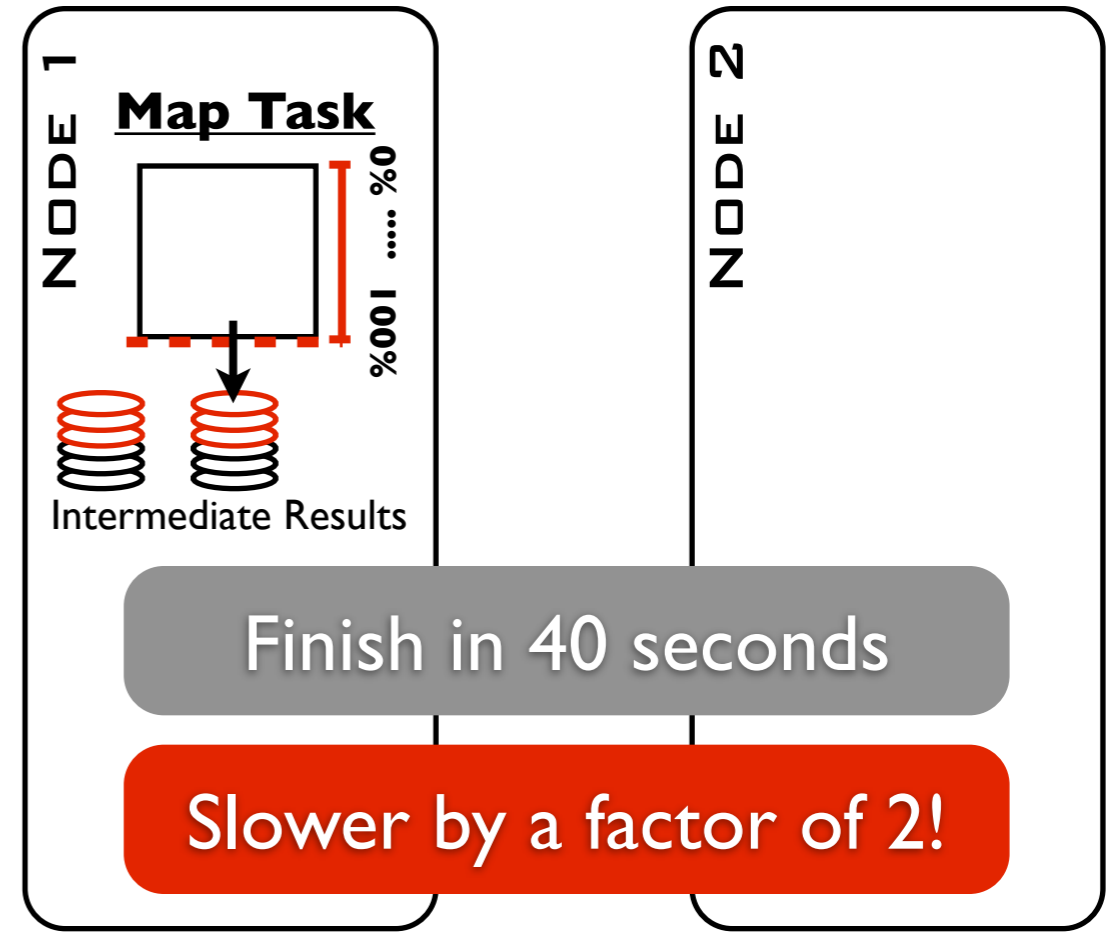 NODE 1
Map Task
0% ..... 100%
Intermediate Results
NODE 2
Finish in 40 seconds
Slower by a factor of 2!